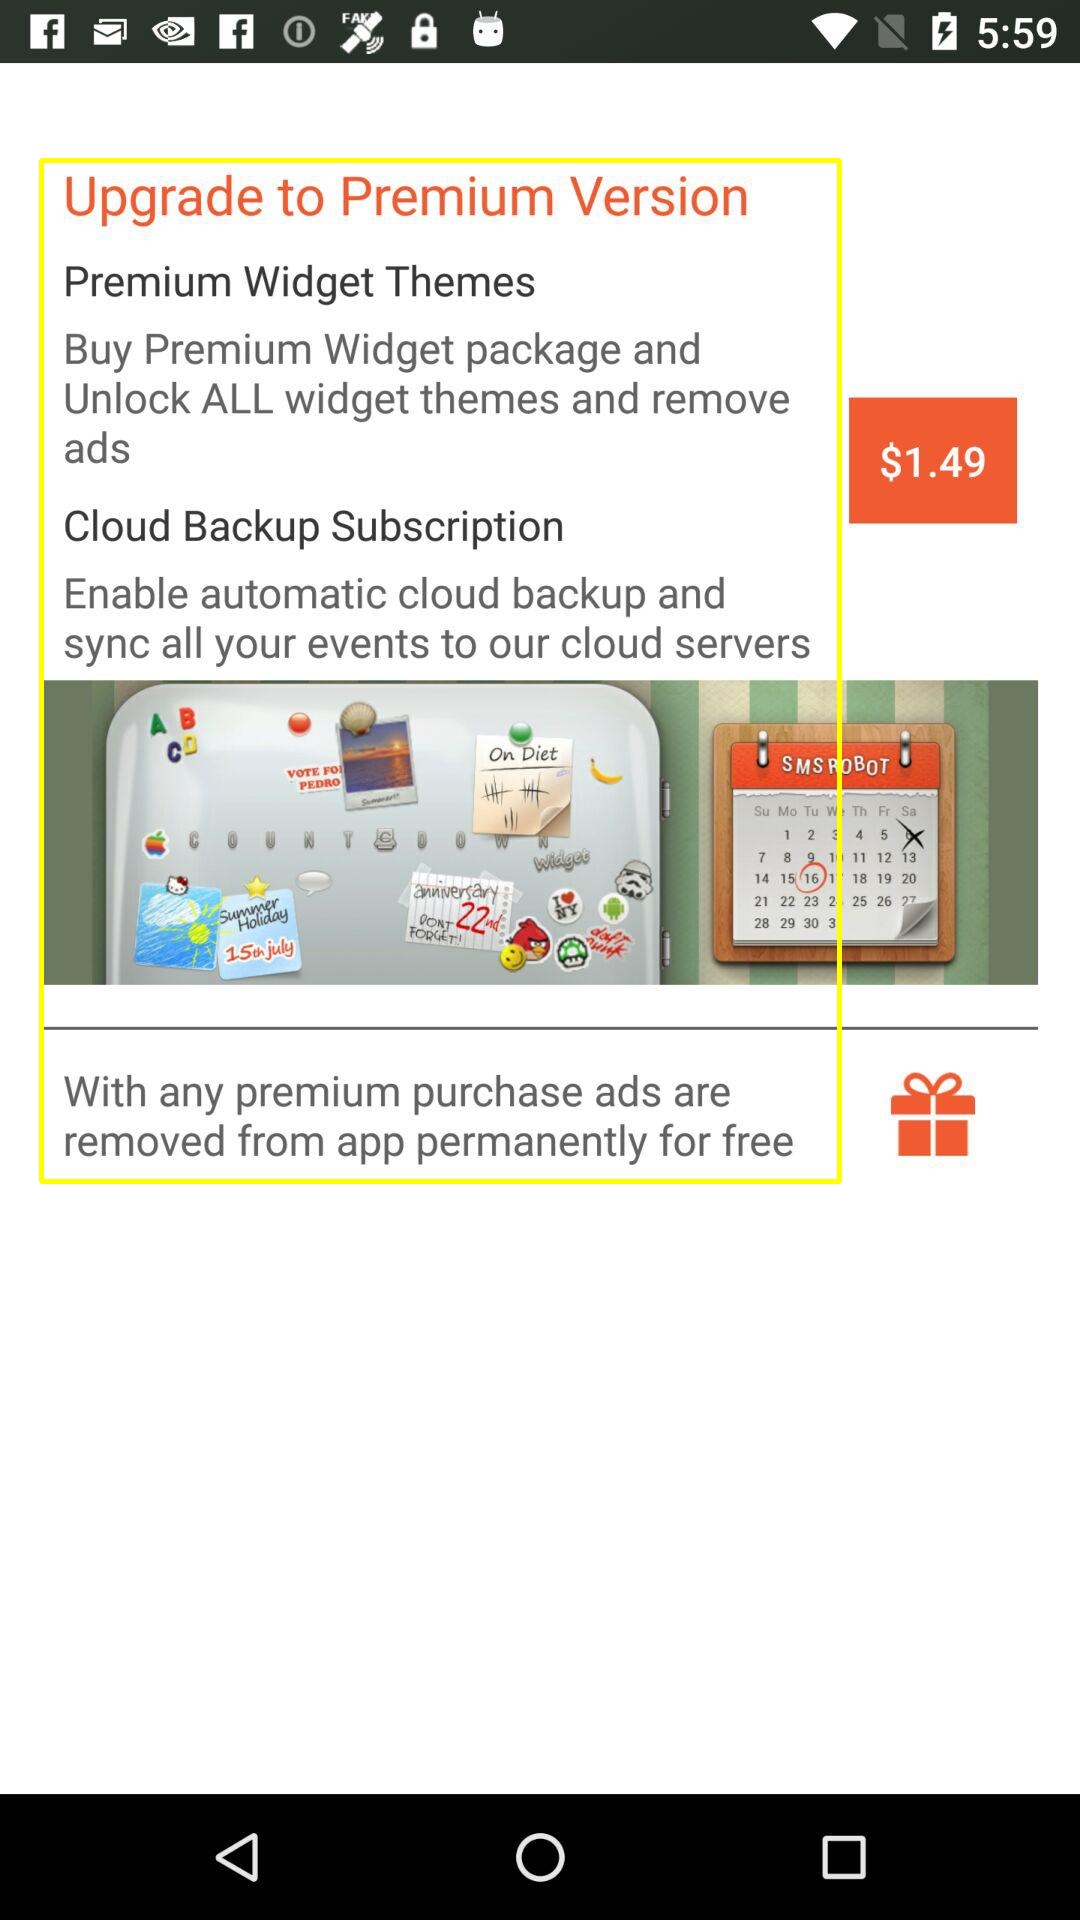 FAKE
5:59
Upgrade to Premium Version
Premium Widget Themes
Buy Premium Widget package and
Unlock ALL widget themes and remove
ads
$1.49
Cloud Backup Subscription
Enable automatic cloud backup and
sync all your events to our cloud servers
A B
C D
VOTE FOR
PEDRO
Summer!!
On Diet
COUNTDOWN
Widget
Summer
Holiday
15th july
anniversary
22nd
DONT
FORGET!
I ♥
NY
daft
punk
SMS ROBOT
Su Mo Tu We Th Fr Sa
1 2 3 4 5
7 8 9 10 11 12 13
14 15 16 17 18 19 20
21 22 23 24 25 26 27
28 29 30
With any premium purchase ads are
removed from app permanently for free